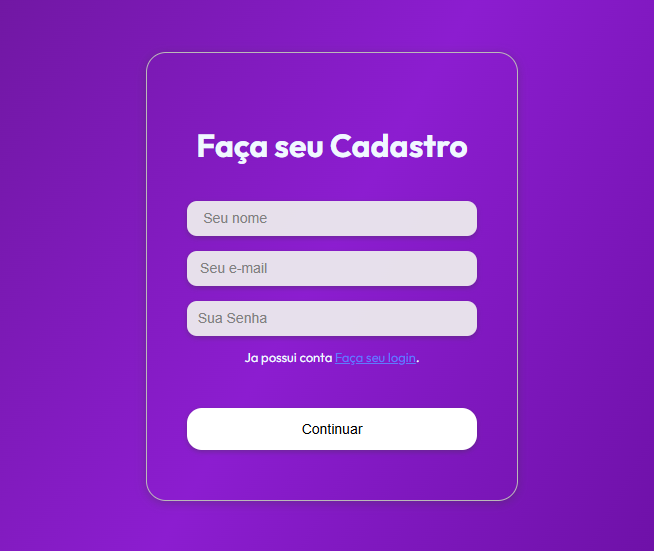 Faça seu Cadastro
Seu nome
Seu e-mail
Sua Senha
Ja possui conta Faça seu login.
Continuar